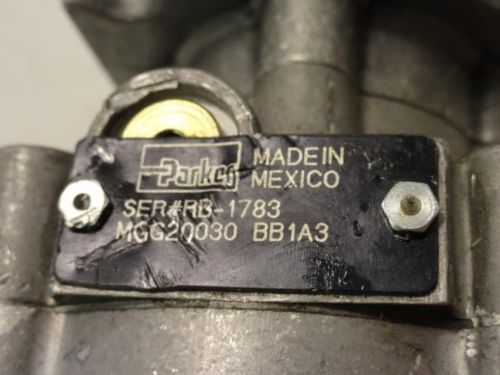 Parker
MADE IN
MEXICO
SER#RB-1783
MGG20030 BB1A3